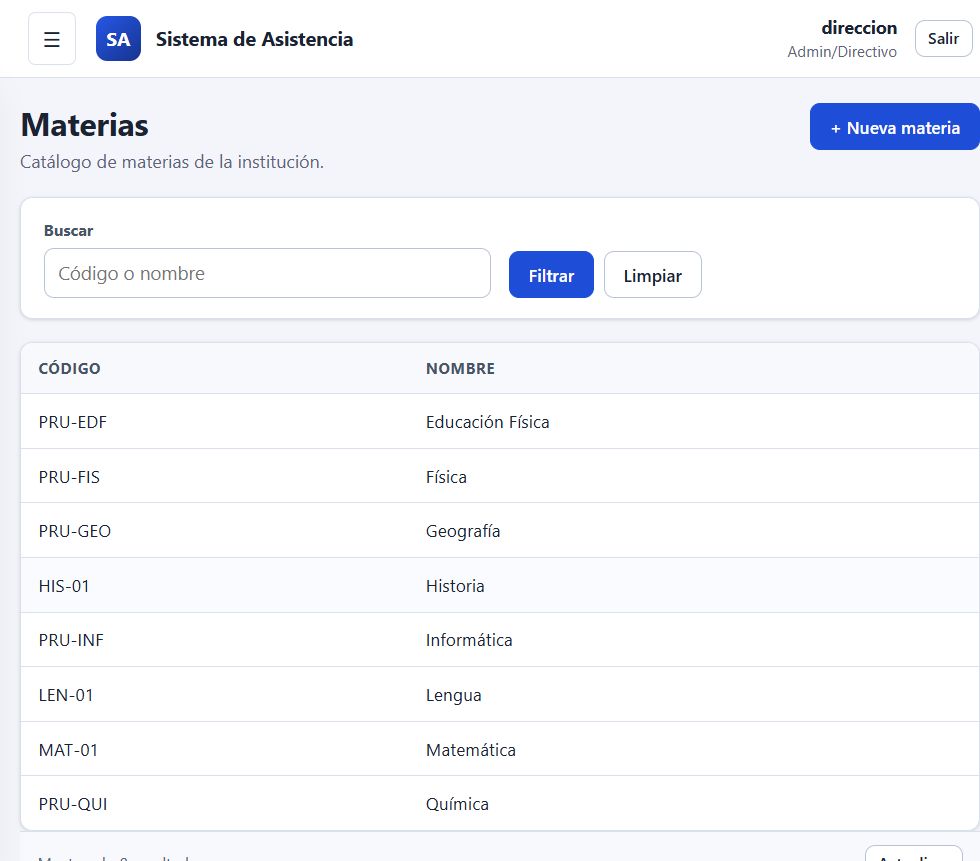 ☰ SA Sistema de Asistencia
direccion
Admin/Directivo
Salir
Materias
Catálogo de materias de la institución.
+ Nueva materia
Buscar
Código o nombre
Filtrar
Limpiar
CÓDIGO NOMBRE
PRU-EDF Educación Física
PRU-FIS Física
PRU-GEO Geografía
HIS-01 Historia
PRU-INF Informática
LEN-01 Lengua
MAT-01 Matemática
PRU-QUI Química